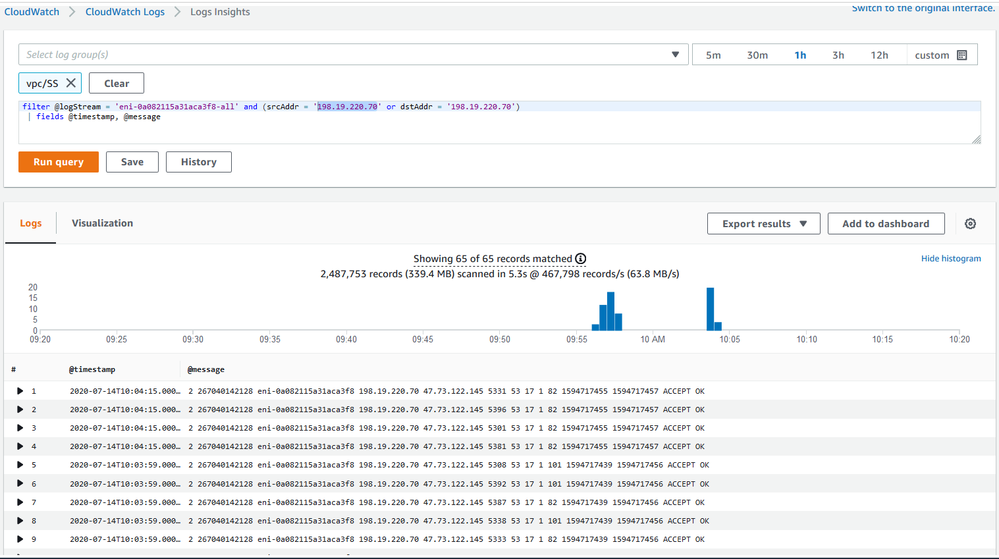 CloudWatch > CloudWatch Logs > Logs Insights
Switch to the original interface.
Select log group(s)
5m 30m 1h 3h 12h custom
vpc/SS Clear
filter @logStream = 'eni-0a082115a31aca3f8-all' and (srcAddr = '198.19.220.70' or dstAddr = '198.19.220.70')
| fields @timestamp, @message
Run query Save History
Logs Visualization Export results Add to dashboard
Showing 65 of 65 records matched
Hide histogram
2,487,753 records (339.4 MB) scanned in 5.3s @ 467,798 records/s (63.8 MB/s)
20
15
10
5
0
09:20 09:25 09:30 09:35 09:40 09:45 09:50 09:55 10 AM 10:05 10:10 10:15 10:20
# @timestamp @message
1 2020-07-14T10:04:15.000… 2 267040142128 eni-0a082115a31aca3f8 198.19.220.70 47.73.122.145 5331 53 17 1 82 1594717455 1594717457 ACCEPT OK
2 2020-07-14T10:04:15.000… 2 267040142128 eni-0a082115a31aca3f8 198.19.220.70 47.73.122.145 5396 53 17 1 82 1594717455 1594717457 ACCEPT OK
3 2020-07-14T10:04:15.000… 2 267040142128 eni-0a082115a31aca3f8 198.19.220.70 47.73.122.145 5301 53 17 1 82 1594717455 1594717457 ACCEPT OK
4 2020-07-14T10:04:15.000… 2 267040142128 eni-0a082115a31aca3f8 198.19.220.70 47.73.122.145 5381 53 17 1 82 1594717455 1594717457 ACCEPT OK
5 2020-07-14T10:03:59.000… 2 267040142128 eni-0a082115a31aca3f8 198.19.220.70 47.73.122.145 5308 53 17 1 101 1594717439 1594717456 ACCEPT OK
6 2020-07-14T10:03:59.000… 2 267040142128 eni-0a082115a31aca3f8 198.19.220.70 47.73.122.145 5392 53 17 1 101 1594717439 1594717456 ACCEPT OK
7 2020-07-14T10:03:59.000… 2 267040142128 eni-0a082115a31aca3f8 198.19.220.70 47.73.122.145 5387 53 17 1 82 1594717439 1594717456 ACCEPT OK
8 2020-07-14T10:03:59.000… 2 267040142128 eni-0a082115a31aca3f8 198.19.220.70 47.73.122.145 5338 53 17 1 101 1594717439 1594717456 ACCEPT OK
9 2020-07-14T10:03:59.000… 2 267040142128 eni-0a082115a31aca3f8 198.19.220.70 47.73.122.145 5333 53 17 1 82 1594717439 1594717456 ACCEPT OK